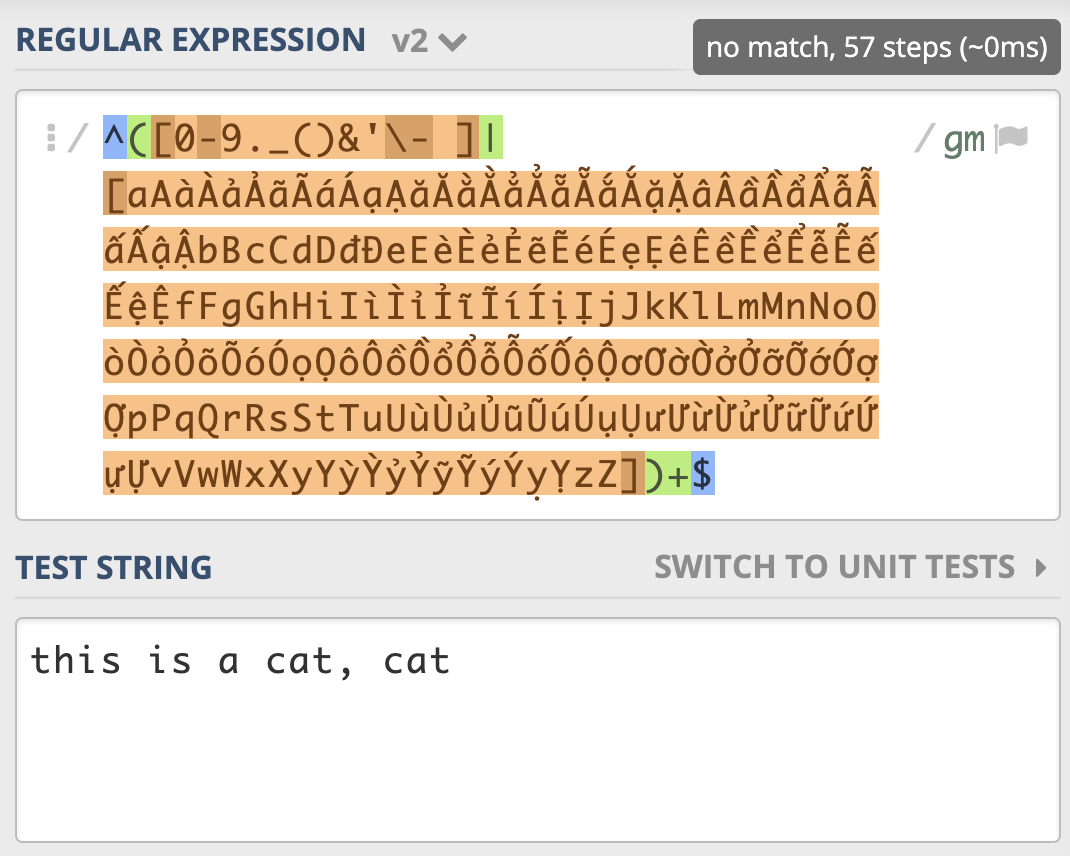 REGULAR EXPRESSION v2 no match, 57 steps (~0ms)
/ ^([0-9._()&'\- ]| / gm
[aAàÀảẢãÃáÁạẠăĂằẰẳẲẵẴắẮặẶâÂầẦẩẨẫẪ
ấẤậẬbBcCdDđĐeEèÈẻẺẽẼéÉẹẸêÊềỀểỂễỄế
ẾệỆfFgGhHiIìÌỉỈĩĨíÍịỊjJkKlLmMnNoO
òÒỏỎõÕóÓọỌôÔồỒổỔỗỖốỐộỘơƠờỜởỞỡỠớỚợ
ỢpPqQrRsStTuUùÙủỦũŨúÚụỤưƯừỪửỬữỮứỨ
ựỰvVwWxXyYỳỲỷỶỹỸýÝỵỴzZ])+$
TEST STRING SWITCH TO UNIT TESTS
this is a cat, cat